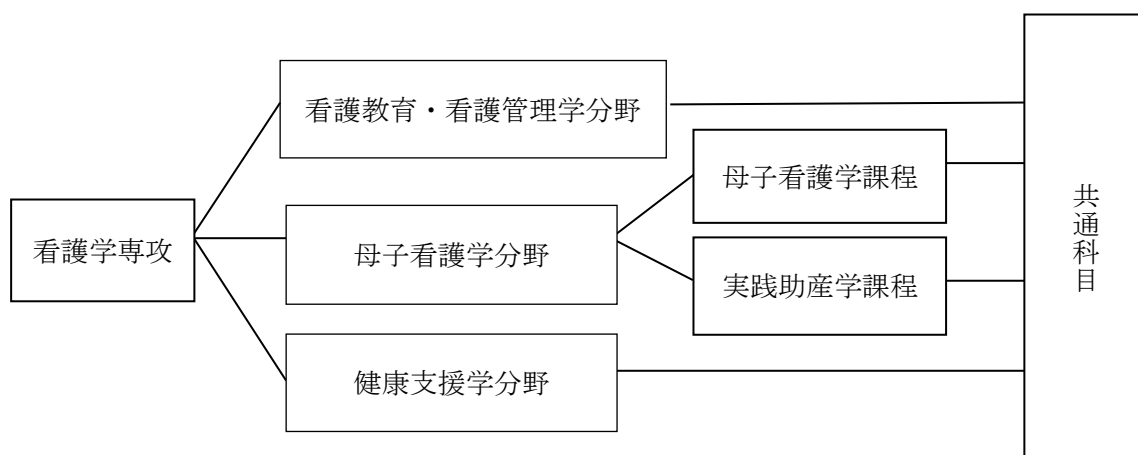 看護学専攻
看護教育・看護管理学分野
母子看護学分野
健康支援学分野
母子看護学課程
実践助産学課程
共通科目